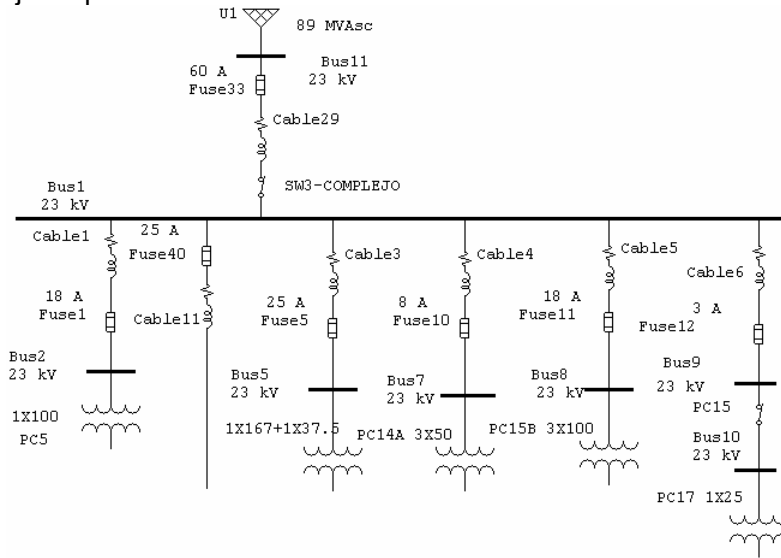 U1
89 MVAsc
Bus11
23 kV
60 A
Fuse33
Cable29
SW3-COMPLEJO
Bus1
23 kV
Cable1
25 A
Fuse40
Cable3
Cable4
Cable5
Cable6
18 A
Fuse1
Cable11
25 A
Fuse5
8 A
Fuse10
18 A
Fuse11
3 A
Fuse12
Bus2
23 kV
Bus5
23 kV
Bus7
23 kV
Bus8
23 kV
Bus9
23 kV
PC15
Bus10
23 kV
1X100
PC5
1X167+1X37.5
PC14A 3X50
PC15B 3X100
PC17 1X25